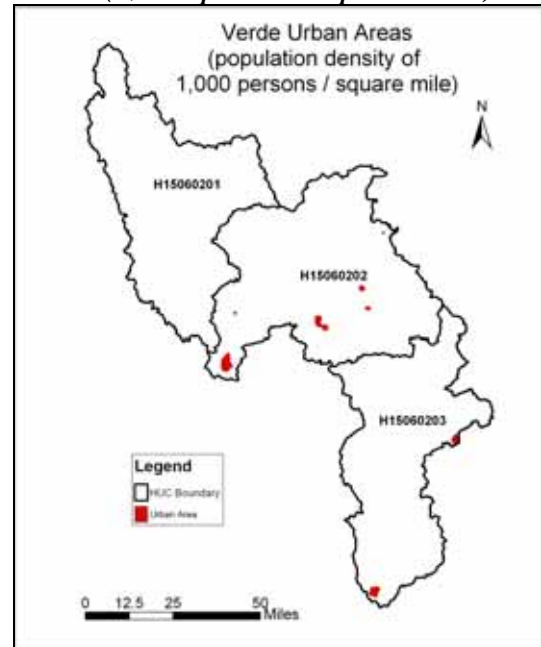 Verde Urban Areas
(population density of
1,000 persons / square mile)
N
H15060201
H15060202
H15060203
Legend
HUC Boundary
Urban Area
0 12.5 25 50
Miles